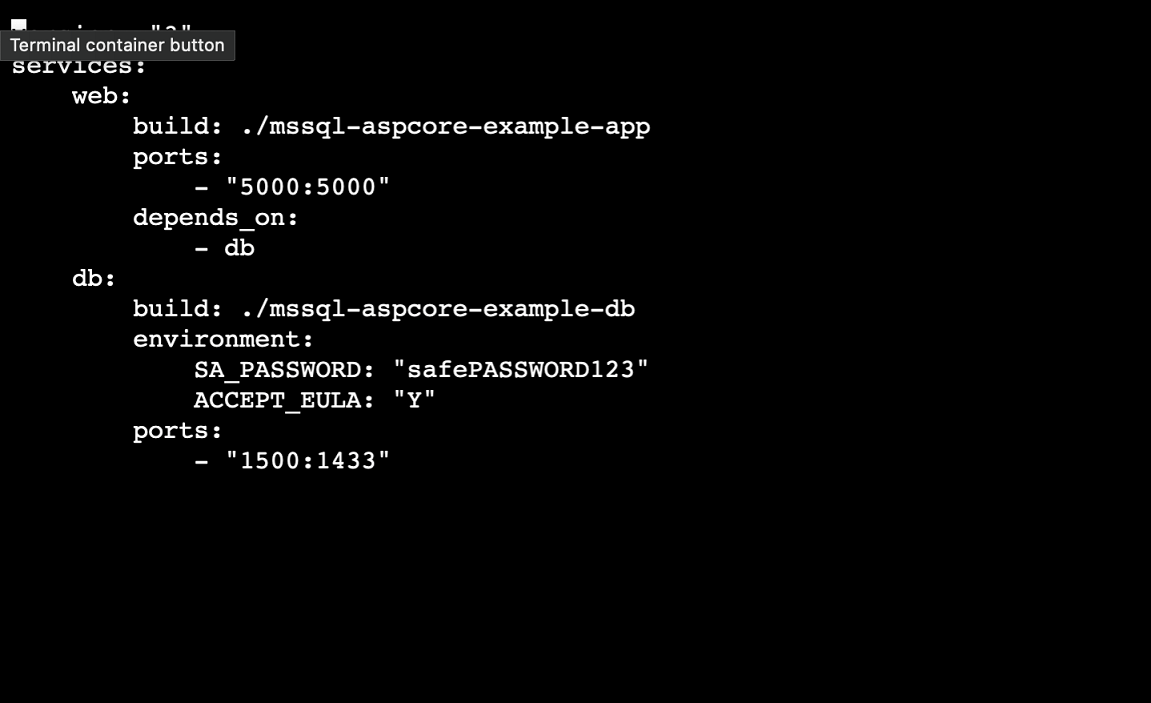 Terminal container button
services:
    web:
        build: ./mssql-aspcore-example-app
        ports:
            - "5000:5000"
        depends_on:
            - db
    db:
        build: ./mssql-aspcore-example-db
        environment:
            SA_PASSWORD: "safePASSWORD123"
            ACCEPT_EULA: "Y"
        ports:
            - "1500:1433"